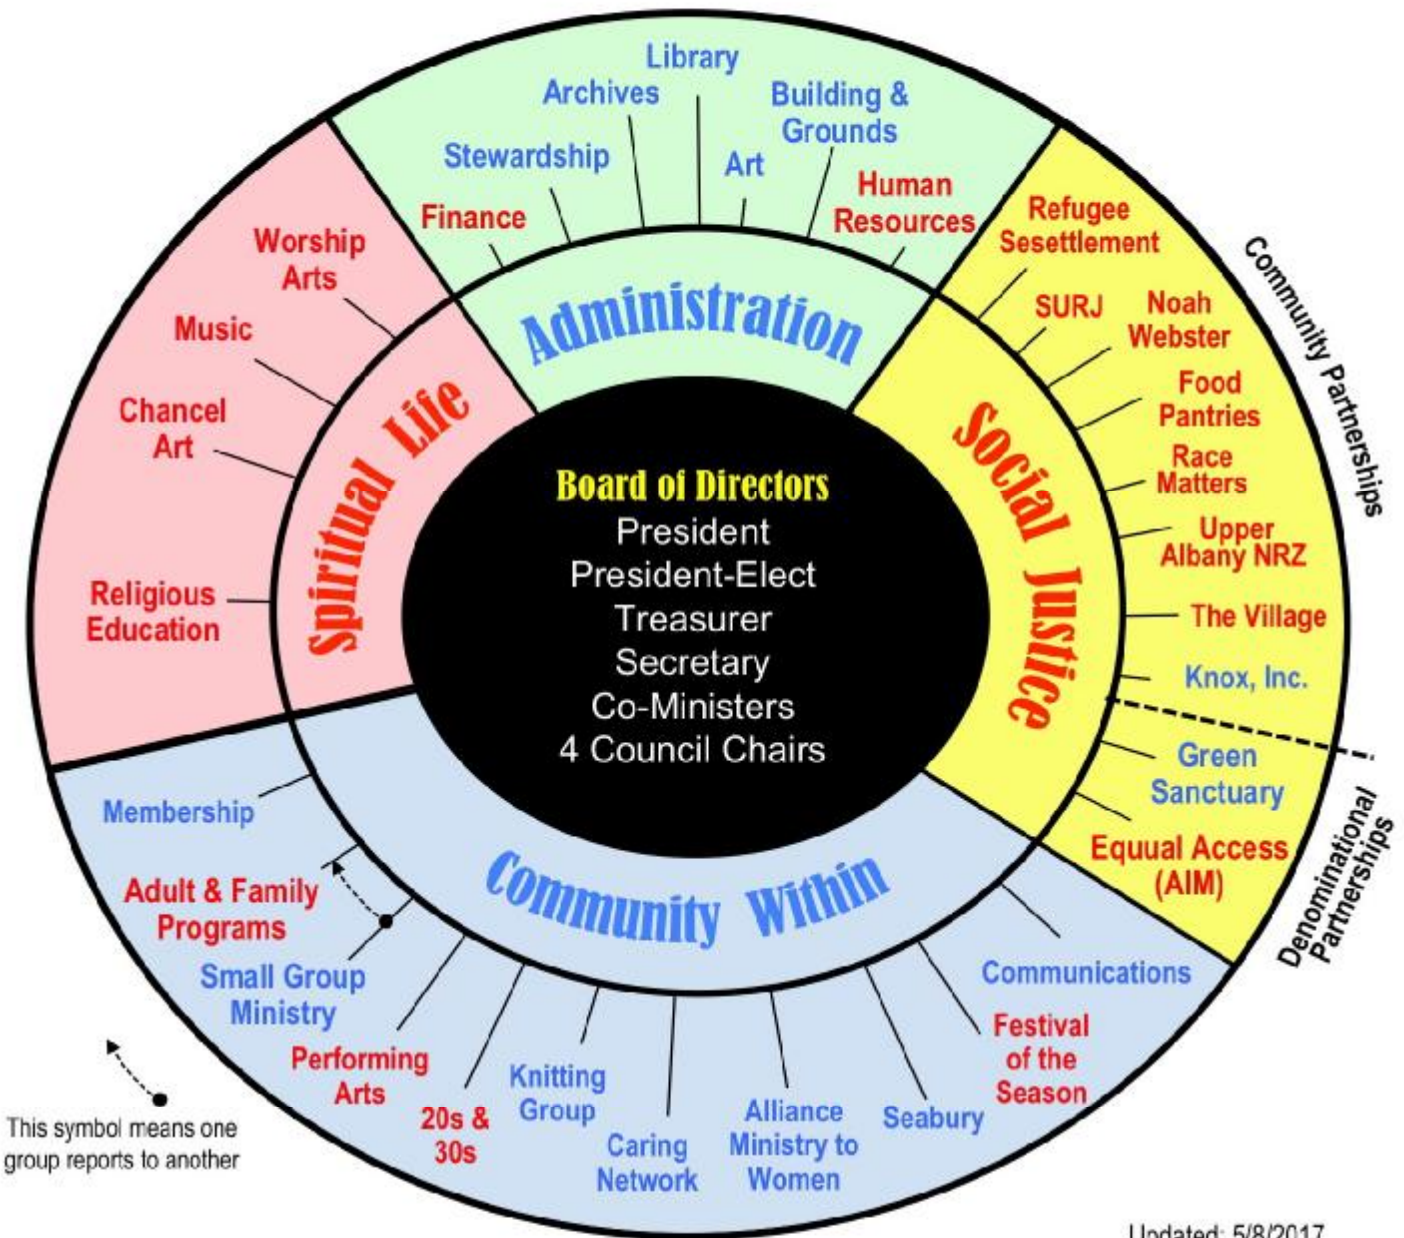 Library
Archives
Building &
Grounds
Stewardship
Art
Human
Resources
Finance
Administration
Worship
Arts
Music
Chancel
Art
Religious
Education
Spiritual Life
Board of Directors
President
President-Elect
Treasurer
Secretary
Co-Ministers
4 Council Chairs
Social Justice
Refugee
Sesettlement
SURJ
Noah
Webster
Food
Pantries
Race
Matters
Upper
Albany NRZ
The Village
Knox, Inc.
Green
Sanctuary
Equual Access
(AIM)
Community Partnerships
Denominational
Partnerships
Community Within
Membership
Adult & Family
Programs
Small Group
Ministry
Performing
Arts
20s &
30s
Knitting
Group
Caring
Network
Alliance
Ministry to
Women
Seabury
Festival
of the
Season
Communications
This symbol means one
group reports to another
Updated: 5/8/2017